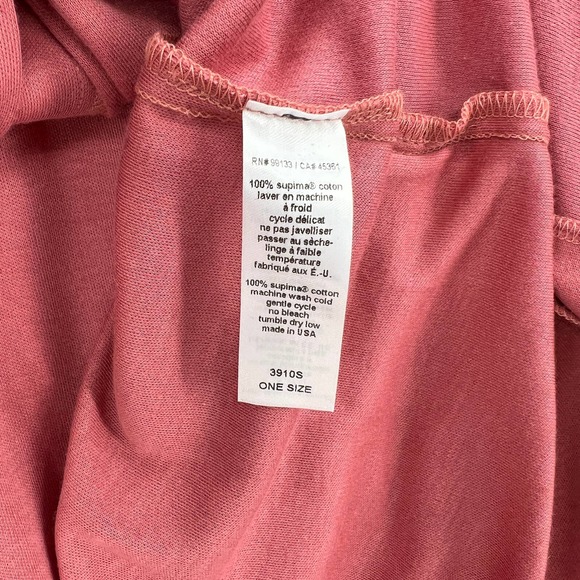 RN# 99133 / CA# 45361
100% supima® coton
laver en machine
à froid
cycle délicat
ne pas javelliser
passer au sèche-
linge à faible
température
fabriqué aux É.-U.
100% supima® cotton
machine wash cold
gentle cycle
no bleach
tumble dry low
made in USA
3910S
ONE SIZE